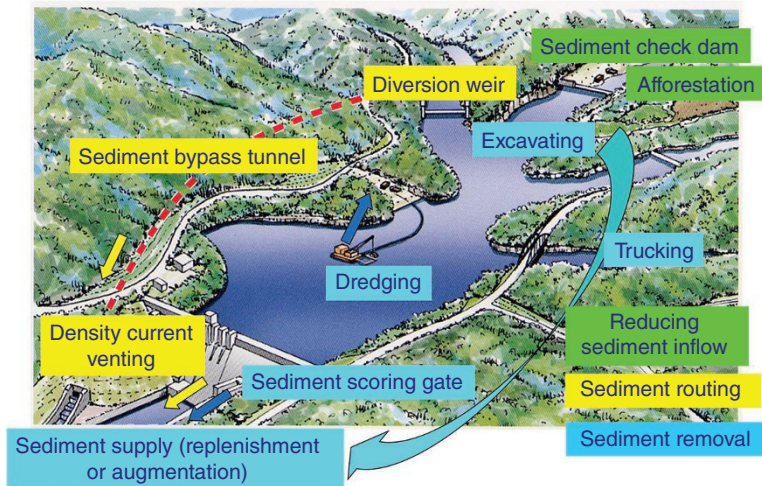 Sediment check dam
Diversion weir
Afforestation
Excavating
Sediment bypass tunnel
Trucking
Dredging
Density current
venting
Reducing
sediment inflow
Sediment scoring gate
Sediment routing
Sediment supply (replenishment
or augmentation)
Sediment removal